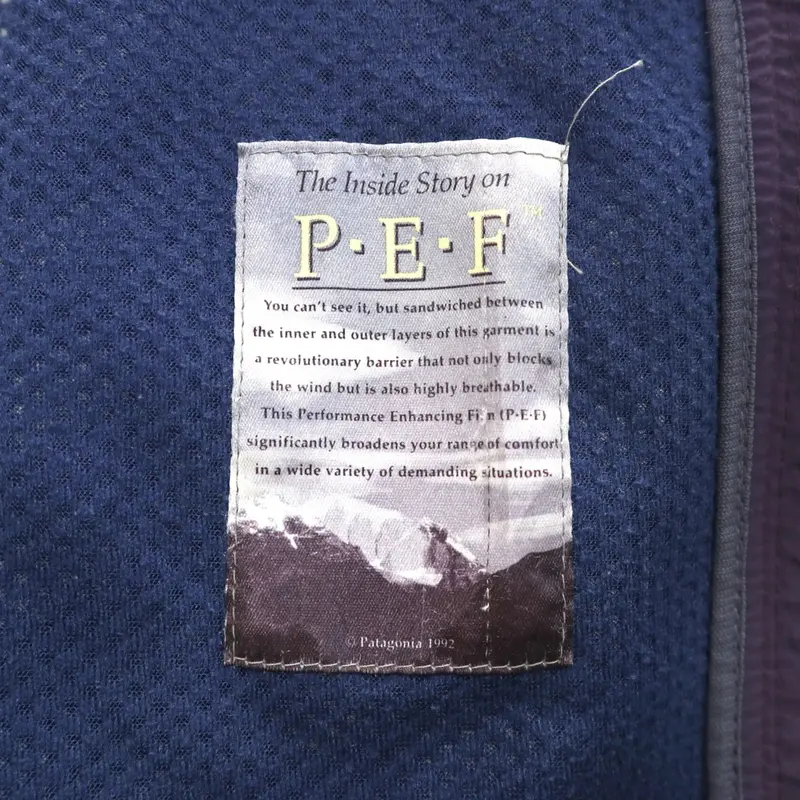 The Inside Story on
P·E·F™
You can't see it, but sandwiched between
the inner and outer layers of this garment is
a revolutionary barrier that not only blocks
the wind but is also highly breathable.
This Performance Enhancing Film (P·E·F)
significantly broadens your range of comfort
in a wide variety of demanding situations.
© Patagonia 1992